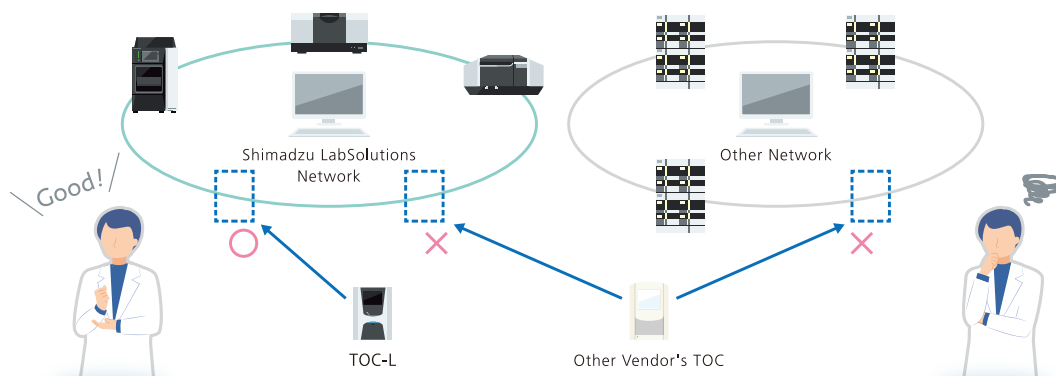 Shimadzu LabSolutions
Network
Other Network
Good!
TOC-L
Other Vendor's TOC